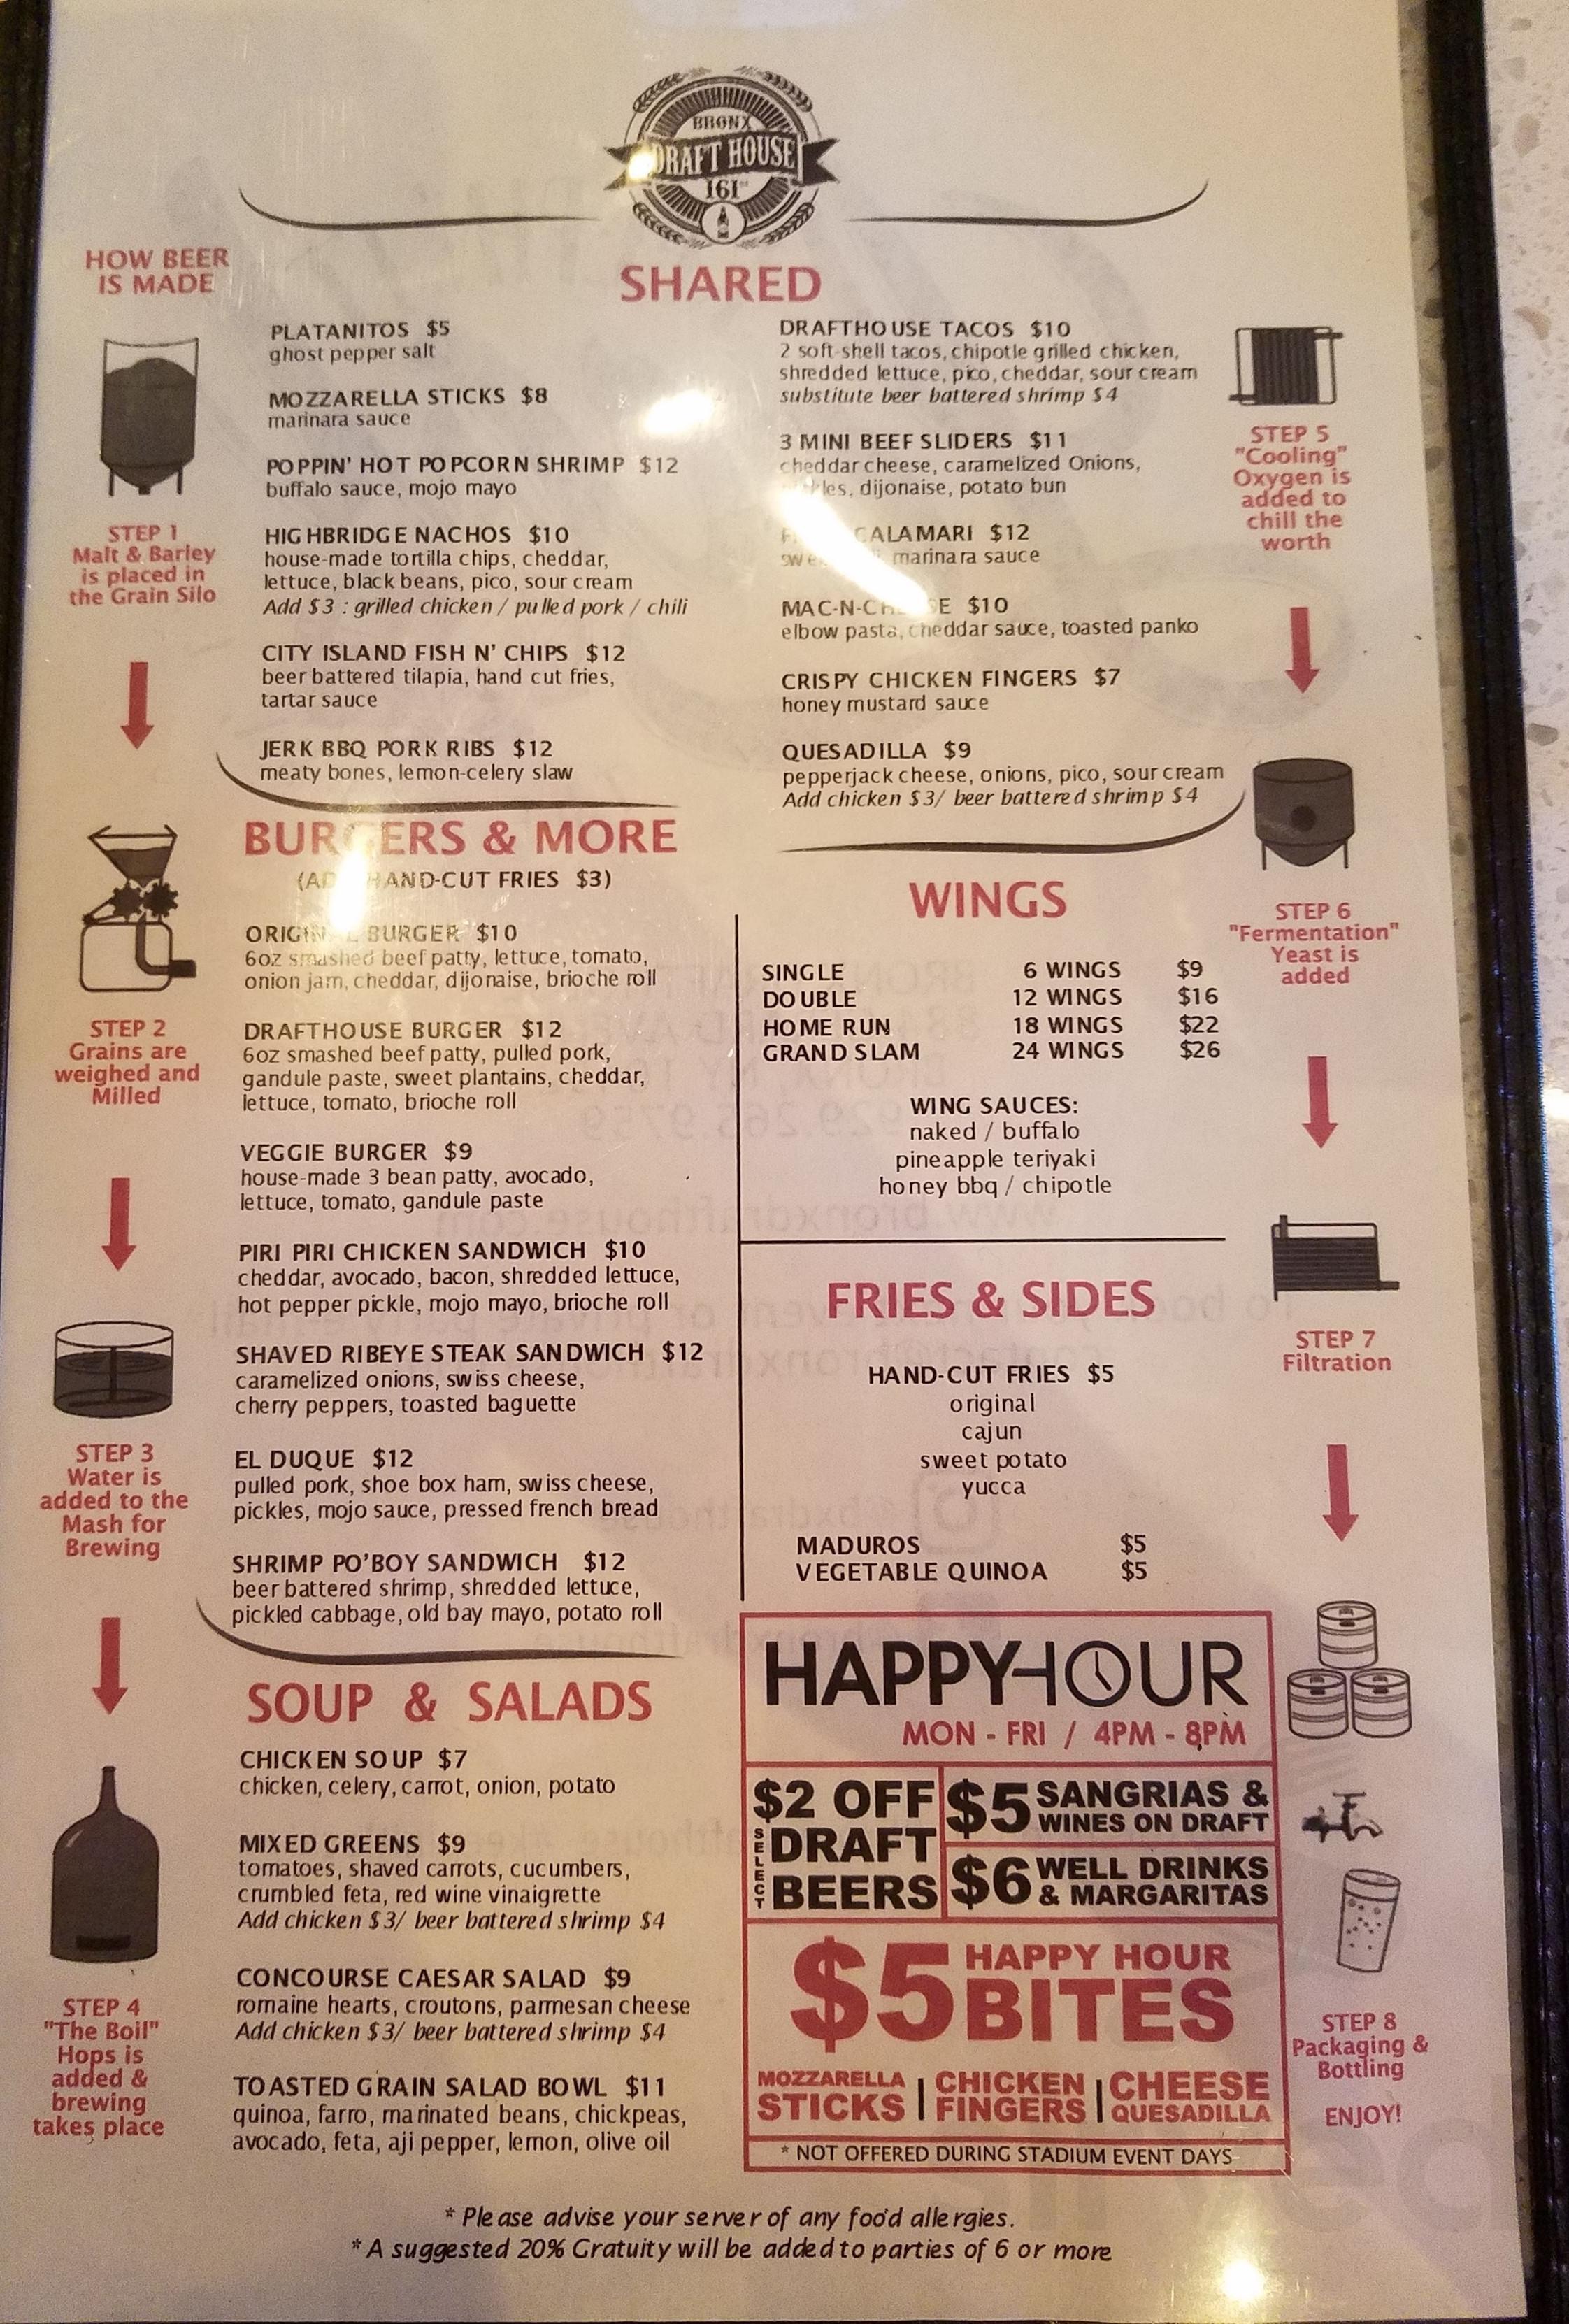 BRONX
DRAFT HOUSE
161
HOW BEER
IS MADE
STEP 1
Malt & Barley
is placed in
the Grain Silo
STEP 2
Grains are
weighed and
Milled
STEP 3
Water is
added to the
Mash for
Brewing
STEP 4
"The Boil"
Hops is
added &
brewing
takes place
SHARED
PLATANITOS $5
ghost pepper salt
MOZZARELLA STICKS $8
marinara sauce
POPPIN' HOT POPCORN SHRIMP $12
buffalo sauce, mojo mayo
HIGHBRIDGE NACHOS $10
house-made tortilla chips, cheddar,
lettuce, black beans, pico, sour cream
Add $3 : grilled chicken / pulled pork / chili
CITY ISLAND FISH N' CHIPS $12
beer battered tilapia, hand cut fries,
tartar sauce
JERK BBQ PORK RIBS $12
meaty bones, lemon-celery slaw
DRAFTHOUSE TACOS $10
2 soft-shell tacos, chipotle grilled chicken,
shredded lettuce, pico, cheddar, sour cream
substitute beer battered shrimp $4
3 MINI BEEF SLIDERS $11
cheddar cheese, caramelized Onions,
dijonaise, potato bun
CALAMARI $12
marinara sauce
MAC-N-CHEESE $10
elbow pasta, cheddar sauce, toasted panko
CRISPY CHICKEN FINGERS $7
honey mustard sauce
QUESADILLA $9
pepperjack cheese, onions, pico, sour cream
Add chicken $3/ beer battered shrimp $4
BURGERS & MORE
(ADD HAND-CUT FRIES $3)
ORIGINAL BURGER $10
6oz smashed beef patty, lettuce, tomato,
onion jam, cheddar, dijonaise, brioche roll
DRAFTHOUSE BURGER $12
6oz smashed beef patty, pulled pork,
gandule paste, sweet plantains, cheddar,
lettuce, tomato, brioche roll
VEGGIE BURGER $9
house-made 3 bean patty, avocado,
lettuce, tomato, gandule paste
PIRI PIRI CHICKEN SANDWICH $10
cheddar, avocado, bacon, shredded lettuce,
hot pepper pickle, mojo mayo, brioche roll
SHAVED RIBEYE STEAK SANDWICH $12
caramelized onions, swiss cheese,
cherry peppers, toasted baguette
EL DUQUE $12
pulled pork, shoe box ham, swiss cheese,
pickles, mojo sauce, pressed french bread
SHRIMP PO'BOY SANDWICH $12
beer battered shrimp, shredded lettuce,
pickled cabbage, old bay mayo, potato roll
SOUP & SALADS
CHICKEN SOUP $7
chicken, celery, carrot, onion, potato
MIXED GREENS $9
tomatoes, shaved carrots, cucumbers,
crumbled feta, red wine vinaigrette
Add chicken $3/ beer battered shrimp $4
CONCOURSE CAESAR SALAD $9
romaine hearts, croutons, parmesan cheese
Add chicken $3/ beer battered shrimp $4
TOASTED GRAIN SALAD BOWL $11
quinoa, farro, marinated beans, chickpeas,
avocado, feta, aji pepper, lemon, olive oil
WINGS
SINGLE 6 WINGS $9
DOUBLE 12 WINGS $16
HOME RUN 18 WINGS $22
GRAND SLAM 24 WINGS $26
WING SAUCES:
naked / buffalo
pineapple teriyaki
honey bbq / chipotle
FRIES & SIDES
HAND-CUT FRIES $5
original
cajun
sweet potato
yucca
MADUROS $5
VEGETABLE QUINOA $5
HAPPY HOUR
MON - FRI / 4PM - 8PM
$2 OFF
SELECT
DRAFT
BEERS
$5 SANGRIAS &
WINES ON DRAFT
$6 WELL DRINKS
& MARGARITAS
$5 HAPPY HOUR
BITES
MOZZARELLA
STICKS
CHICKEN
FINGERS
CHEESE
QUESADILLA
* NOT OFFERED DURING STADIUM EVENT DAYS
STEP 5
"Cooling"
Oxygen is
added to
chill the
worth
STEP 6
"Fermentation"
Yeast is
added
STEP 7
Filtration
STEP 8
Packaging &
Bottling
ENJOY!
* Please advise your server of any food allergies.
* A suggested 20% Gratuity will be added to parties of 6 or more